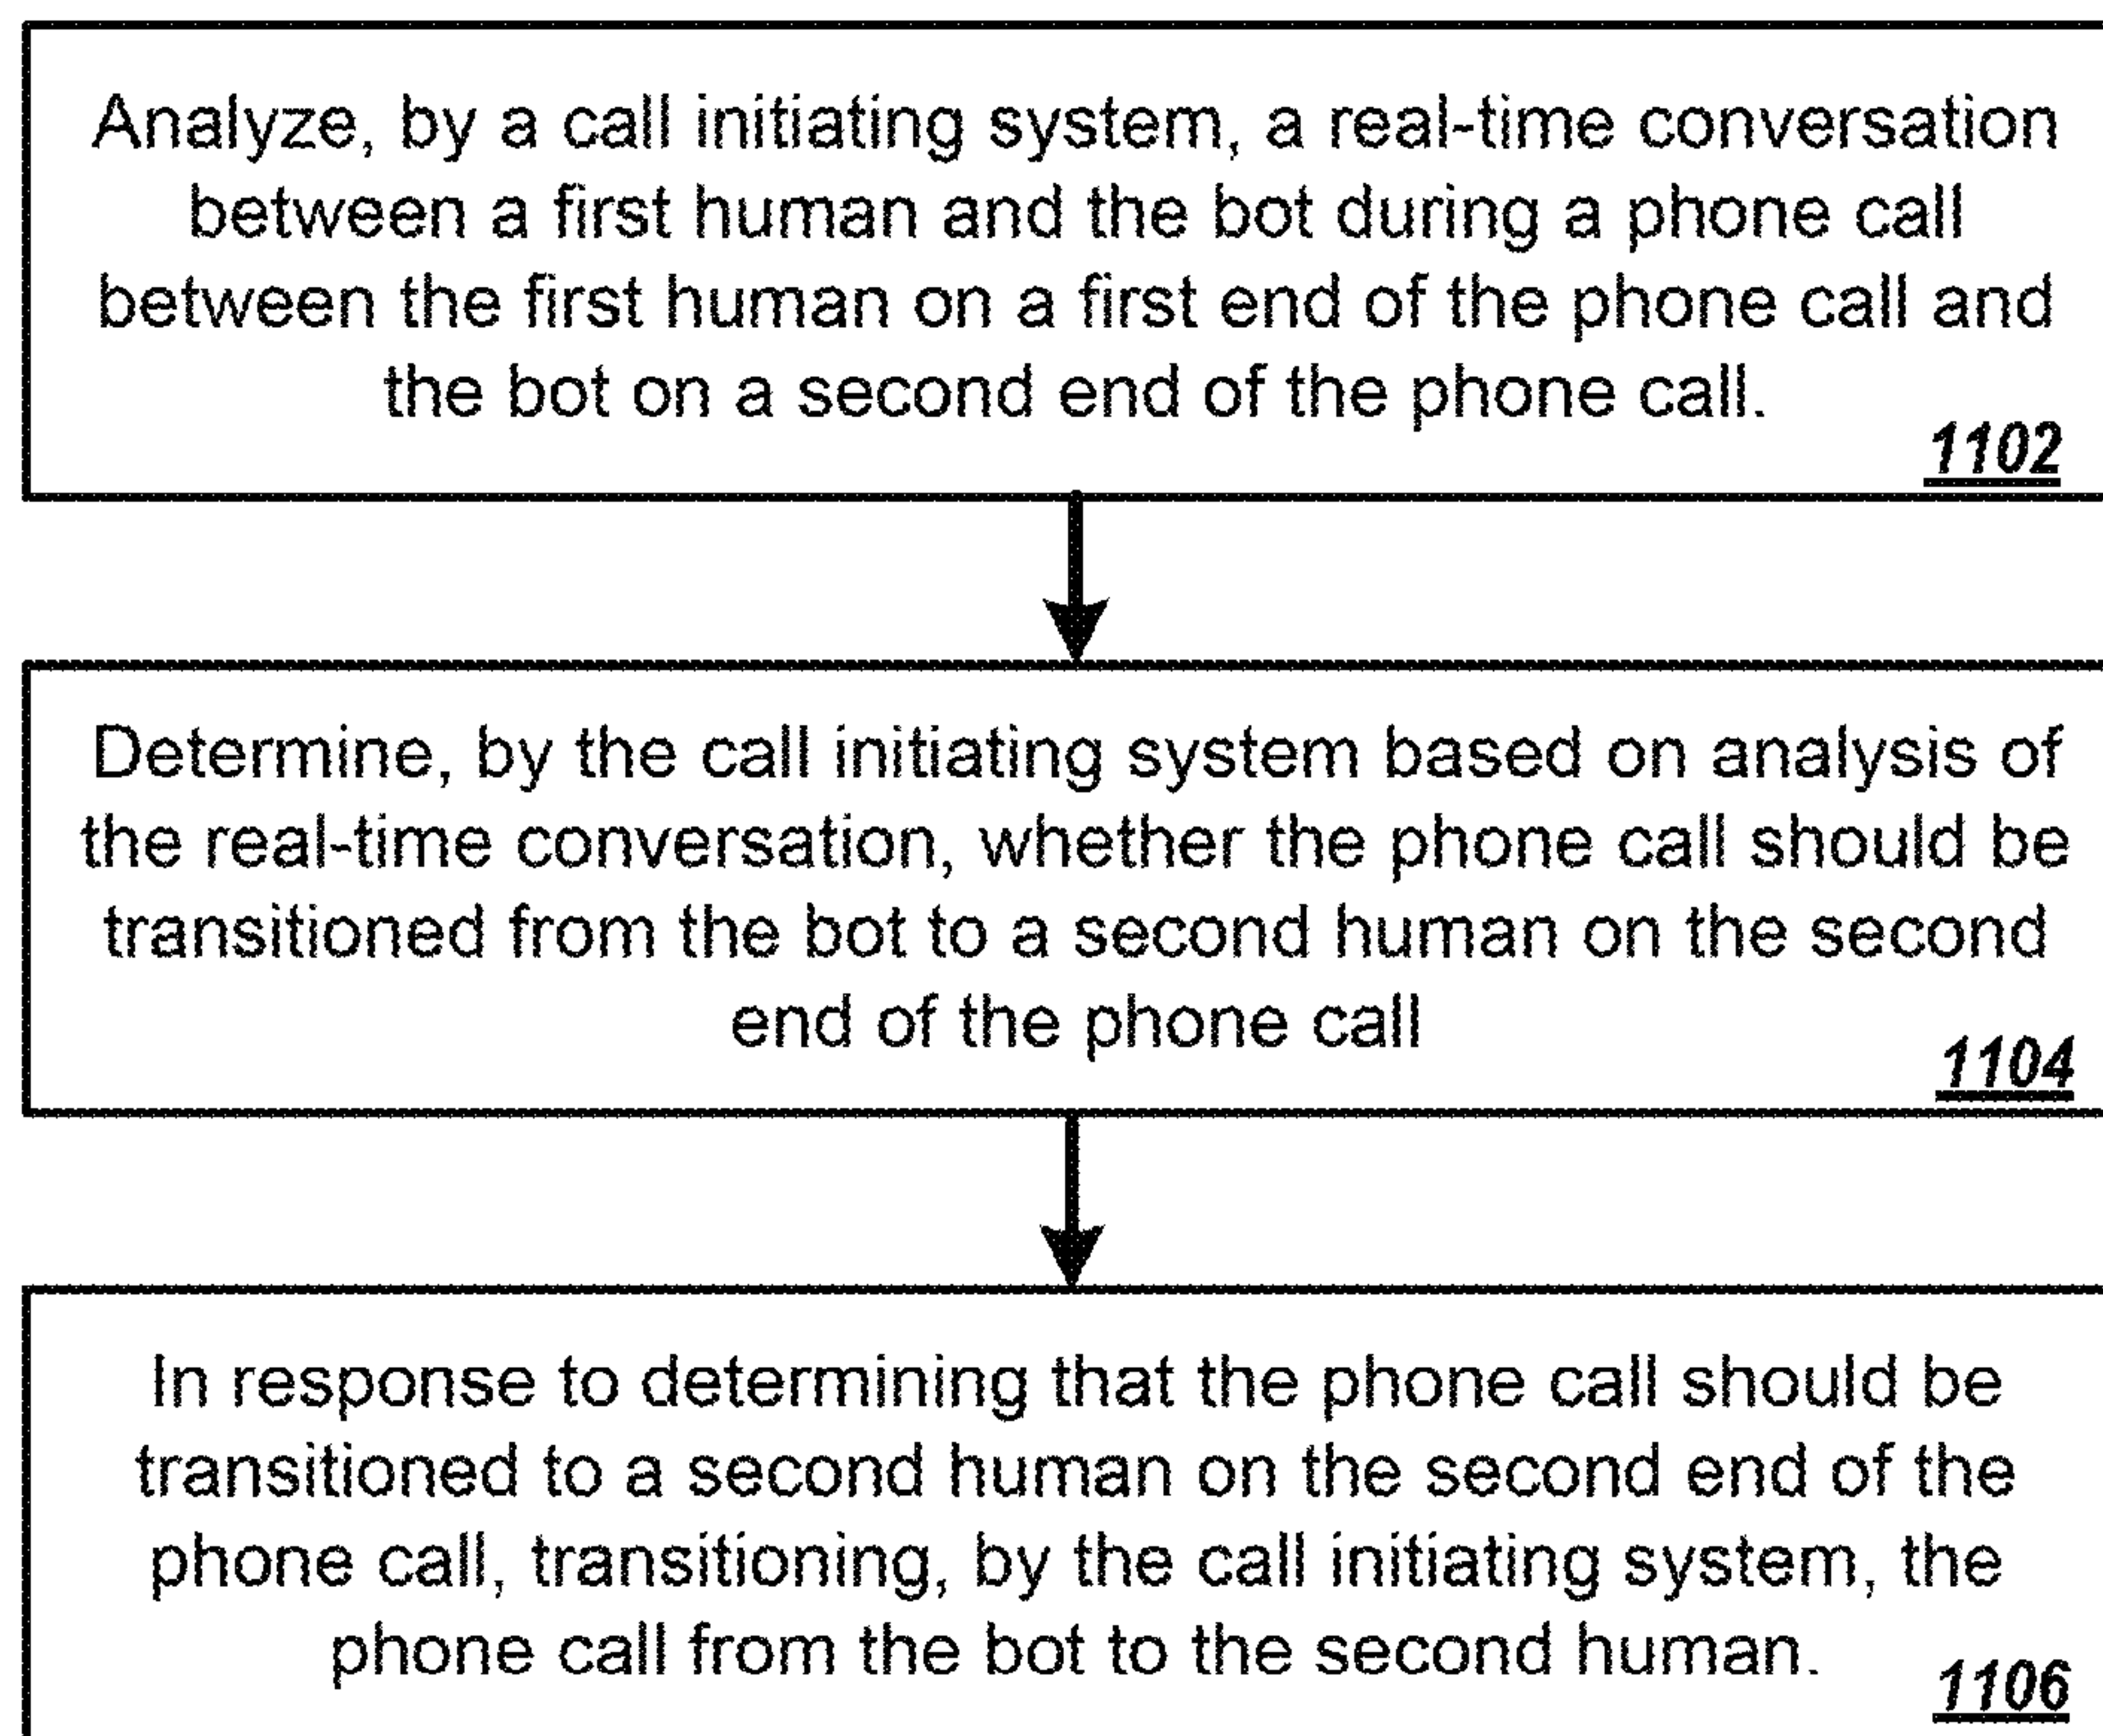 Analyze, by a call initiating system, a real-time conversation
between a first human and the bot during a phone call
between the first human on a first end of the phone call and
the bot on a second end of the phone call.
1102
Determine, by the call initiating system based on analysis of
the real-time conversation, whether the phone call should be
transitioned from the bot to a second human on the second
end of the phone call
1104
In response to determining that the phone call should be
transitioned to a second human on the second end of the
phone call, transitioning, by the call initiating system, the
phone call from the bot to the second human.
1106